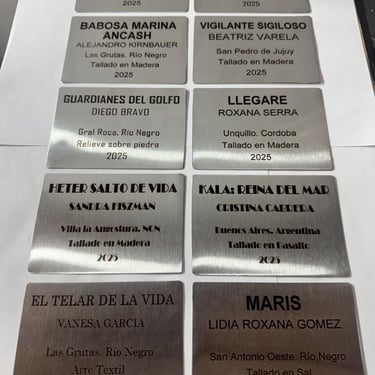 2025
2025
BABOSA MARINA
ANCASH
ALEJANDRO KIRNBAUER
Las Grutas. Río Negro
Tallado en Madera
2025
VIGILANTE SIGILOSO
BEATRIZ VARELA
San Pedro de Jujuy
Tallado en Madera
2025
GUARDIANES DEL GOLFO
DIEGO BRAVO
Gral Roca. Río Negro
Relieve sobre piedra
2025
LLEGARE
ROXANA SERRA
Unquillo. Cordoba
Tallado en Madera
2025
HETER SALTO DE VIDA
SANDRA FISZMAN
Villa la Angostura. NQN
Tallado en Madera
2025
KALA: REINA DEL MAR
CRISTINA CABRERA
Buenos Aires. Argentina
Tallado en Basalto
2025
EL TELAR DE LA VIDA
VANESA GARCIA
Las Grutas. Río Negro
Arte Textil
MARIS
LIDIA ROXANA GOMEZ
San Antonio Oeste. Río Negro
Tallado en Sal